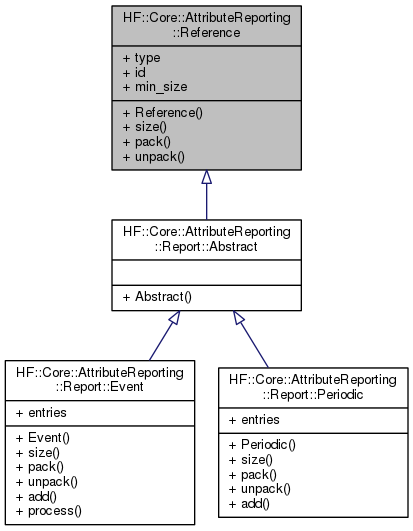 HF::Core::AttributeReporting
::Reference
+ type
+ id
+ min_size
+ Reference()
+ size()
+ pack()
+ unpack()
HF::Core::AttributeReporting
::Report::Abstract
+ Abstract()
HF::Core::AttributeReporting
::Report::Event
+ entries
+ Event()
+ size()
+ pack()
+ unpack()
+ add()
+ process()
HF::Core::AttributeReporting
::Report::Periodic
+ entries
+ Periodic()
+ size()
+ pack()
+ unpack()
+ add()